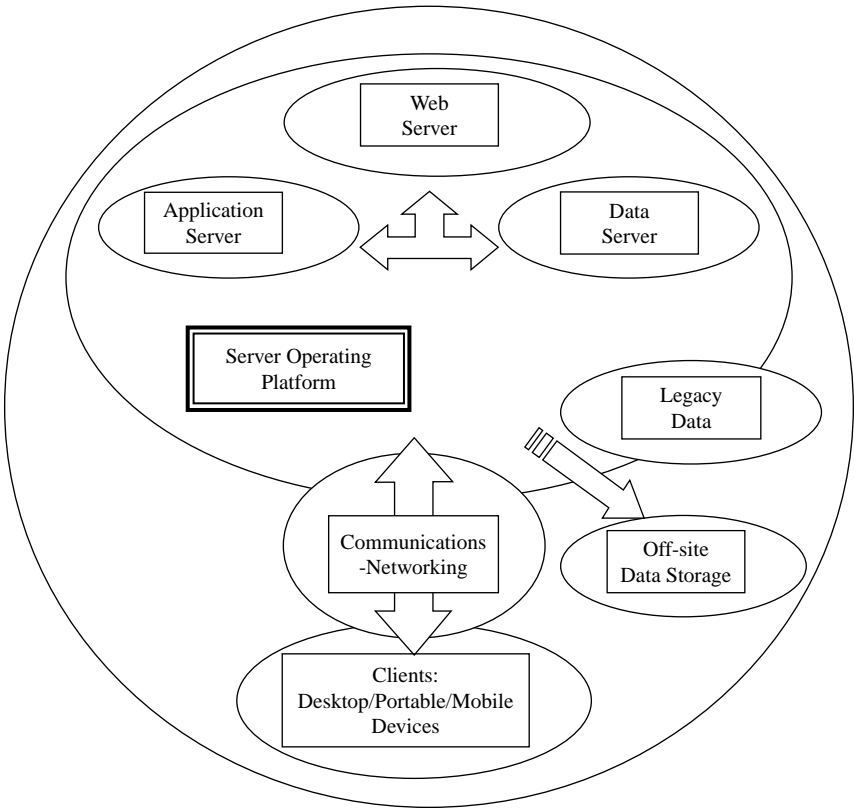 Web
Server
Application
Server
Data
Server
Server Operating
Platform
Legacy
Data
Communications
-Networking
Off-site
Data Storage
Clients:
Desktop/Portable/Mobile
Devices